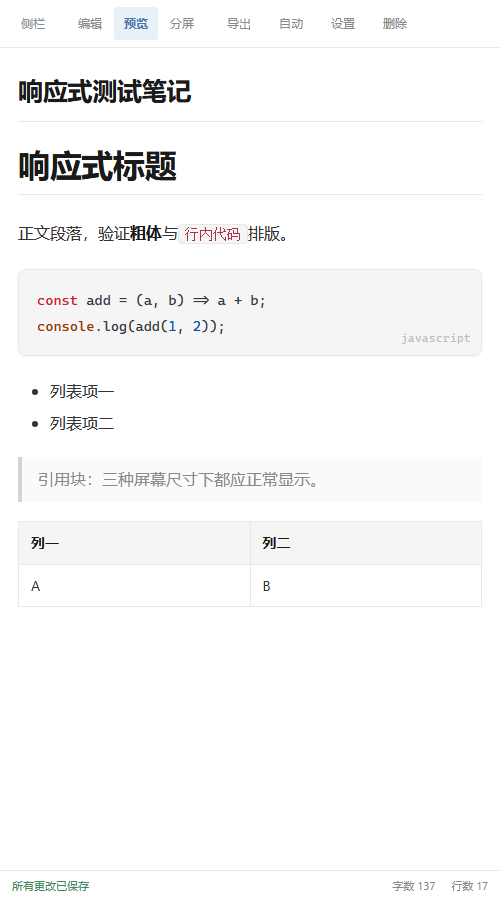 侧栏 编辑 预览 分屏 导出 自动 设置 删除
响应式测试笔记
响应式标题
正文段落，验证粗体与行内代码排版。
const add = (a, b) => a + b;
console.log(add(1, 2));
javascript
列表项一
列表项二
引用块：三种屏幕尺寸下都应正常显示。
列一 列二
A B
所有更改已保存 字数 137 行数 17